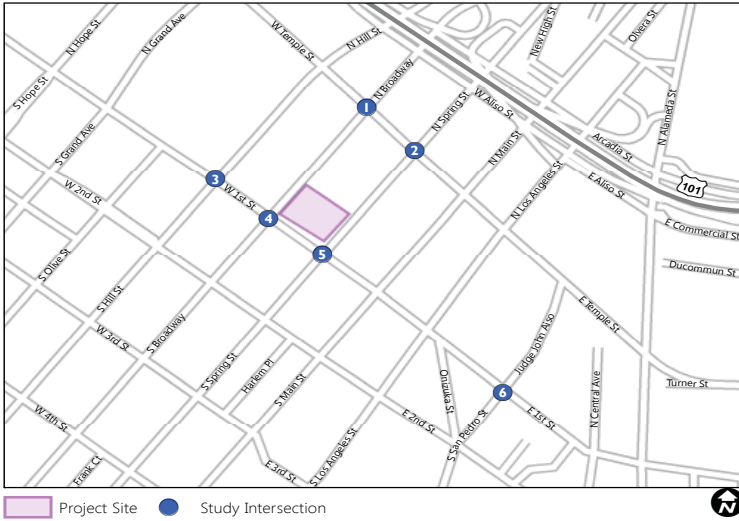 N Hope St
N Grand Ave
W Temple St
N Hill St
New High St
Olvera St
N Broadway
N Spring St
W Aliso St
N Alameda St
S Hope St
1
S Grand Ave
2
N Main St
Arcadia St
3
N Los Angeles St
E Aliso St
101
W 2nd St
W 1st St
4
E Commercial St
5
S Olive St
Ducommun St
S Hill St
E Temple St
W 3rd St
S Broadway
Judge John Aiso
S Spring St
Harlem Pl
S Main St
Onizuka St
6
N Central Ave
Turner St
W 4th St
E 2nd St
S San Pedro St
E 1st St
Frank Ct
E 3rd St
S Los Angeles St
Project Site
Study Intersection
N